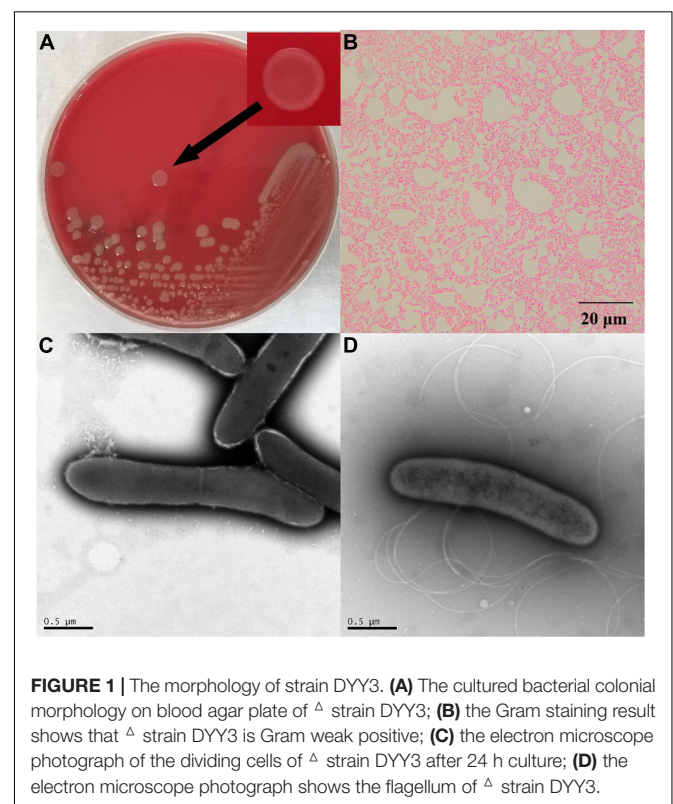 A
B
20 μm
C
D
0.5 μm
0.5 μm
FIGURE 1 | The morphology of strain DYY3. (A) The cultured bacterial colonial
morphology on blood agar plate of Δ strain DYY3; (B) the Gram staining result
shows that Δ strain DYY3 is Gram weak positive; (C) the electron microscope
photograph of the dividing cells of Δ strain DYY3 after 24 h culture; (D) the
electron microscope photograph shows the flagellum of Δ strain DYY3.